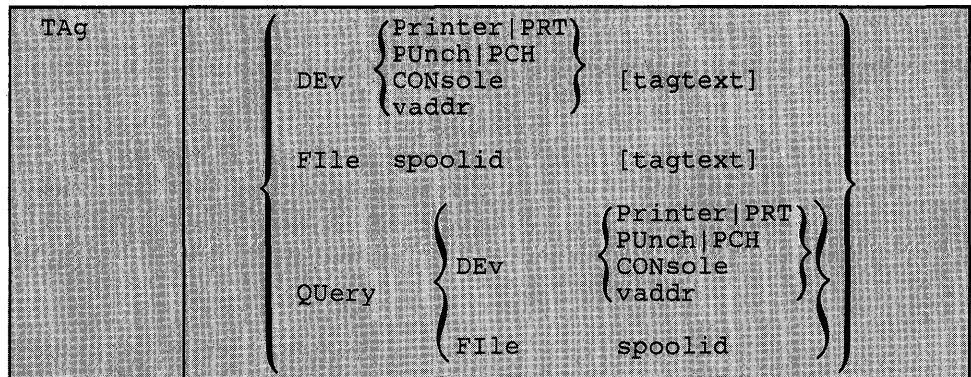 TAg
Printer|PRT
PUnch|PCH
DEv CONsole [tagtext]
vaddr
FIle spoolid [tagtext]
Printer|PRT
PUnch|PCH
DEv CONsole
QUery vaddr
FIle spoolid